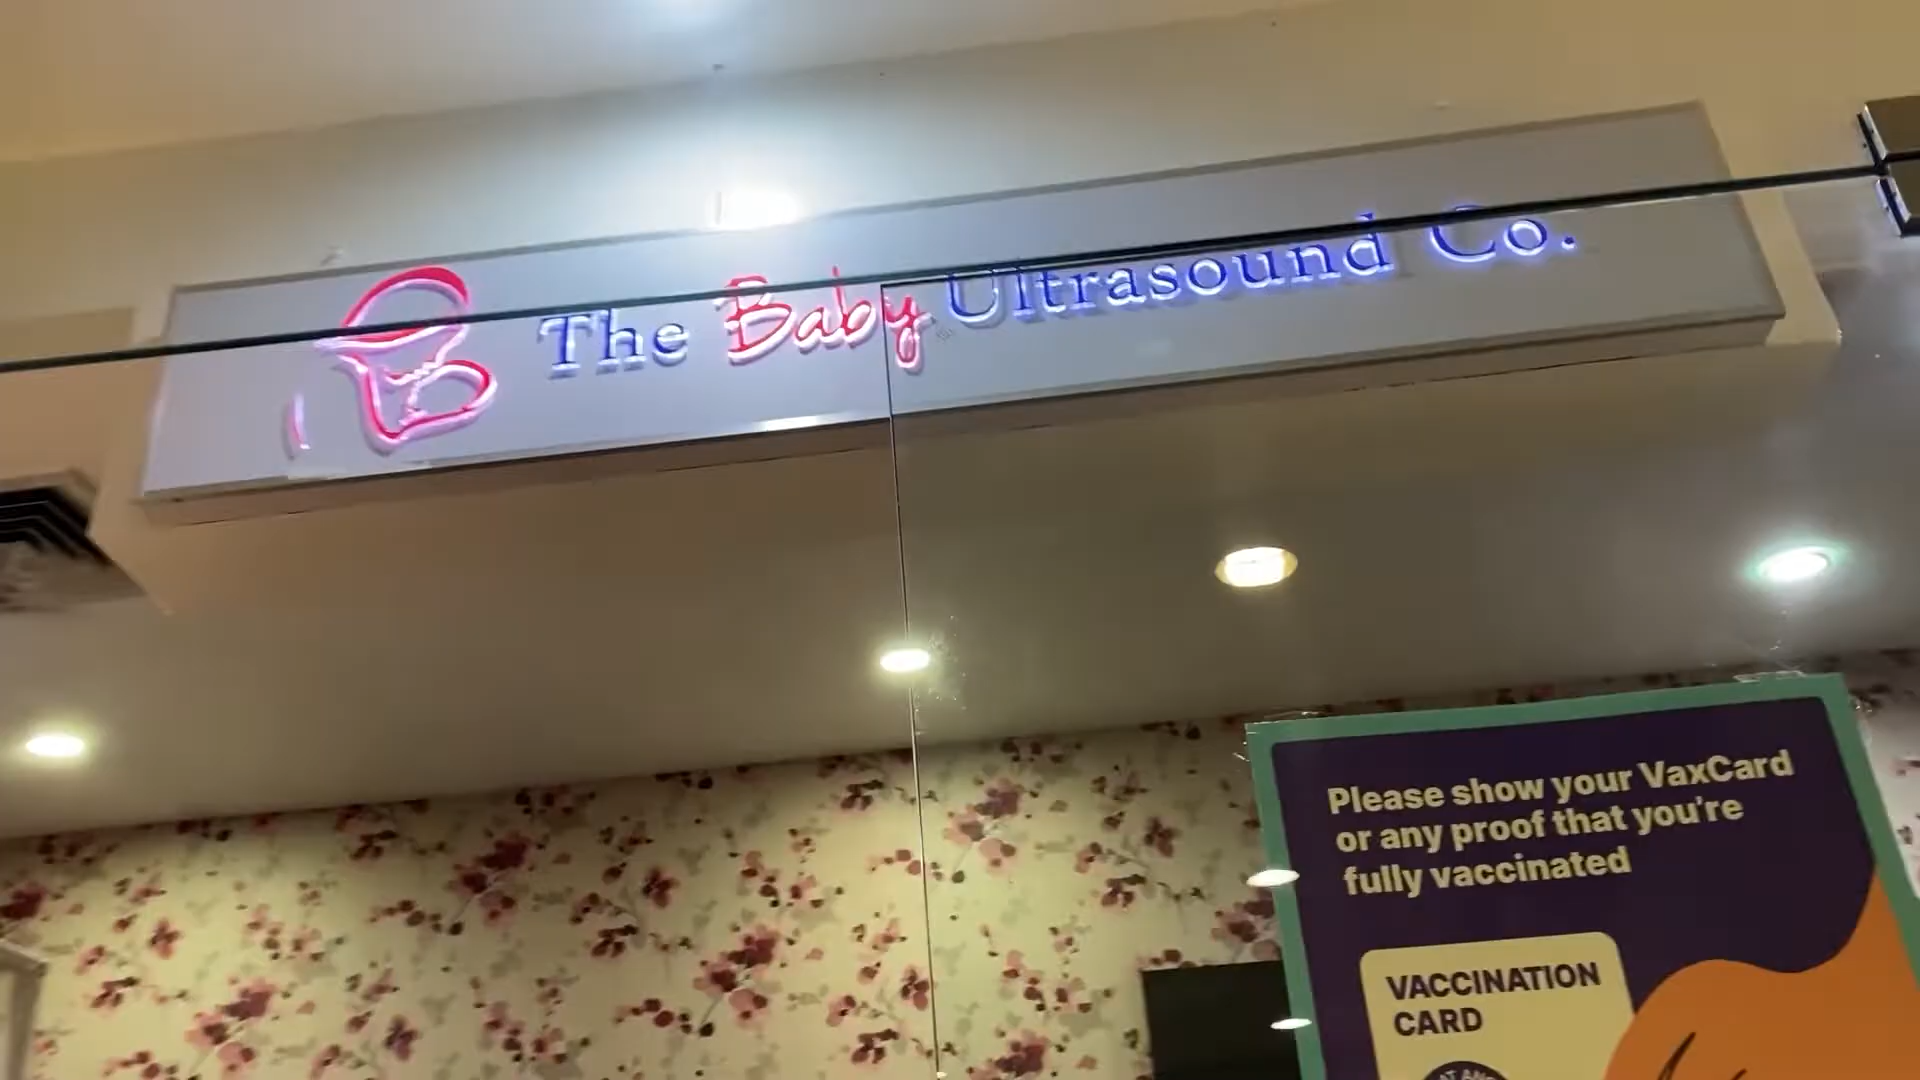 The Baby Ultrasound Co.
Please show your VaxCard
or any proof that you're
fully vaccinated
VACCINATION
CARD